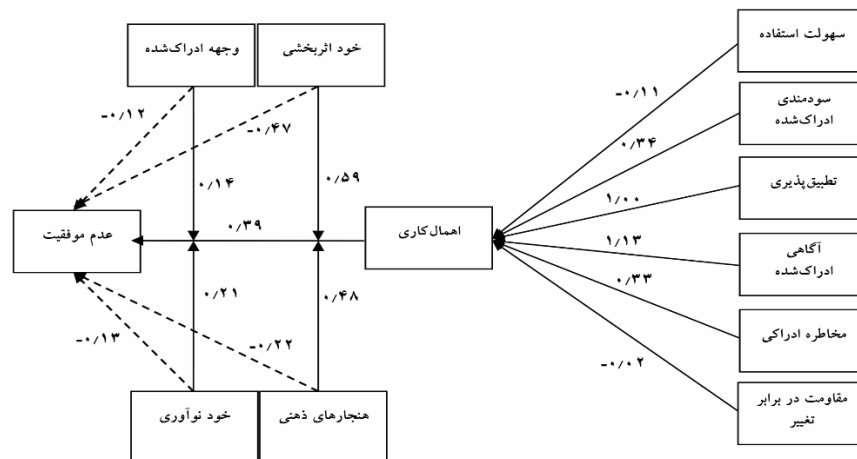 سهولت استفاده
سودمندی
ادراک‌شده
تطبیق‌پذیری
آگاهی
ادراک‌شده
مخاطره ادراکی
مقاومت در برابر
تغییر
-۰/۱۱
۰/۳۴
۱/۰۰
۱/۱۳
۰/۳۳
-۰/۰۲
اهمال‌کاری
خود اثربخشی
وجهه ادراک‌شده
-۰/۴۷
-۰/۱۲
۰/۵۹
۰/۱۴
۰/۳۹
عدم موفقیت
۰/۴۸
۰/۲۱
-۰/۲۲
-۰/۱۳
هنجارهای ذهنی
خود نوآوری